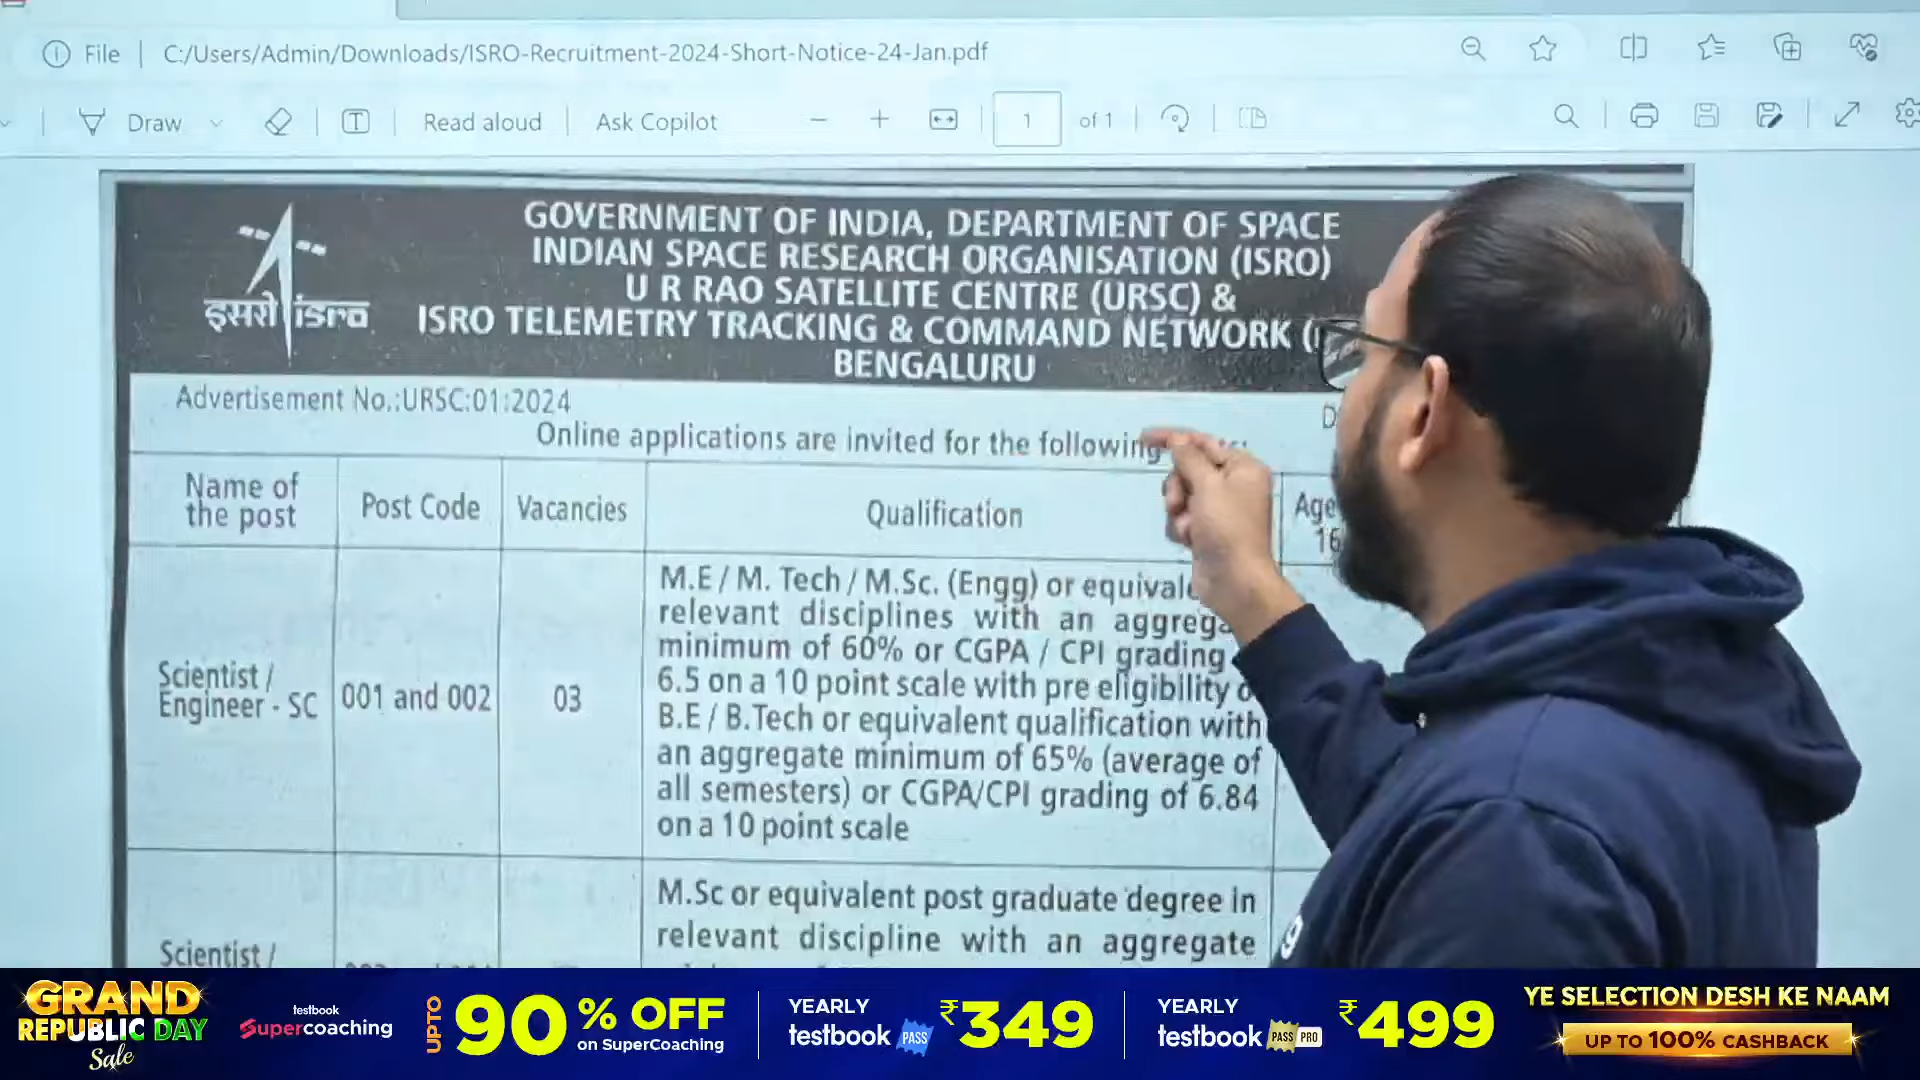 File
C:/Users/Admin/Downloads/ISRO-Recruitment-2024-Short-Notice-24-Jan.pdf
Draw
T
Read aloud
Ask Copilot
1
of 1
GOVERNMENT OF INDIA, DEPARTMENT OF SPACE
INDIAN SPACE RESEARCH ORGANISATION (ISRO)
U R RAO SATELLITE CENTRE (URSC) &
ISRO TELEMETRY TRACKING & COMMAND NETWORK (
BENGALURU
इसरो isro
Advertisement No.:URSC:01:2024
Online applications are invited for the following
Name of
the post
Post Code
Vacancies
Qualification
Age
16
Scientist /
Engineer - SC
001 and 002
03
M.E / M. Tech / M.Sc. (Engg) or
relevant disciplines with an
minimum of 60% or CGPA / CPI grading
6.5 on a 10 point scale with pre eligibility
B.E / B.Tech or equivalent qualification with
an aggregate minimum of 65% (average of
all semesters) or CGPA/CPI grading of 6.84
on a 10 point scale
Scientist /
M.Sc or equivalent post graduate degree in
relevant discipline with an aggregate
GRAND
REPUBLIC DAY
Sale
testbook
Supercoaching
UPTO
90% OFF
on SuperCoaching
YEARLY
testbook PASS
₹349
YEARLY
testbook PASS PRO
₹499
YE SELECTION DESH KE NAAM
UP TO 100% CASHBACK